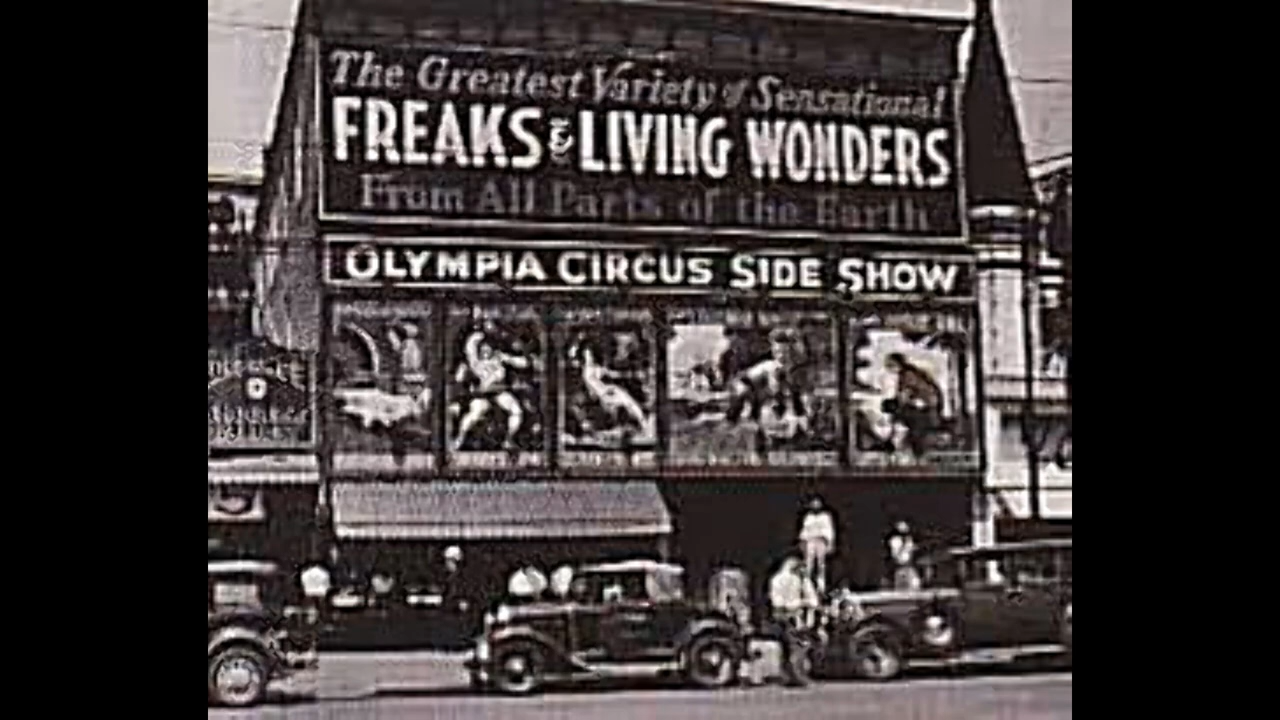 The Greatest Variety of Sensational
FREAKS & LIVING WONDERS
From All Parts of the Earth
OLYMPIA CIRCUS SIDE SHOW